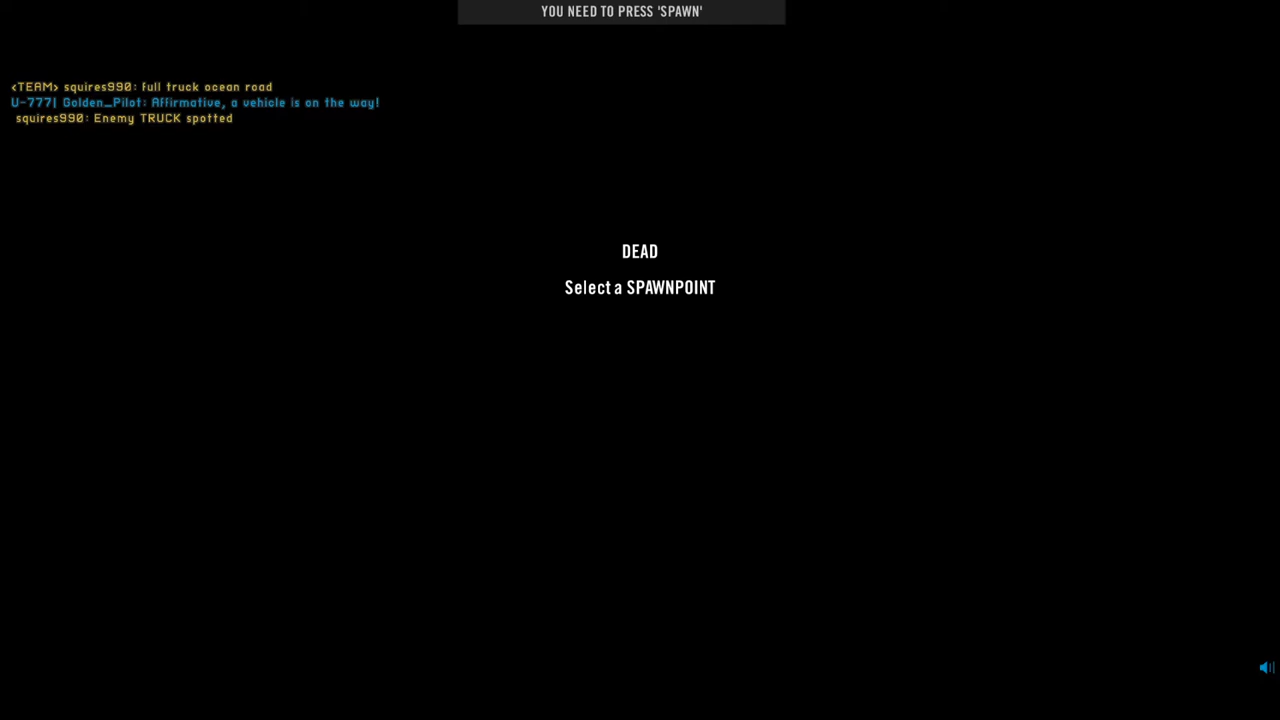 YOU NEED TO PRESS 'SPAWN'
<TEAM> squires990: full truck ocean road
U-777| Golden_Pilot: Affirmative, a vehicle is on the way!
squires990: Enemy TRUCK spotted
DEAD
Select a SPAWNPOINT